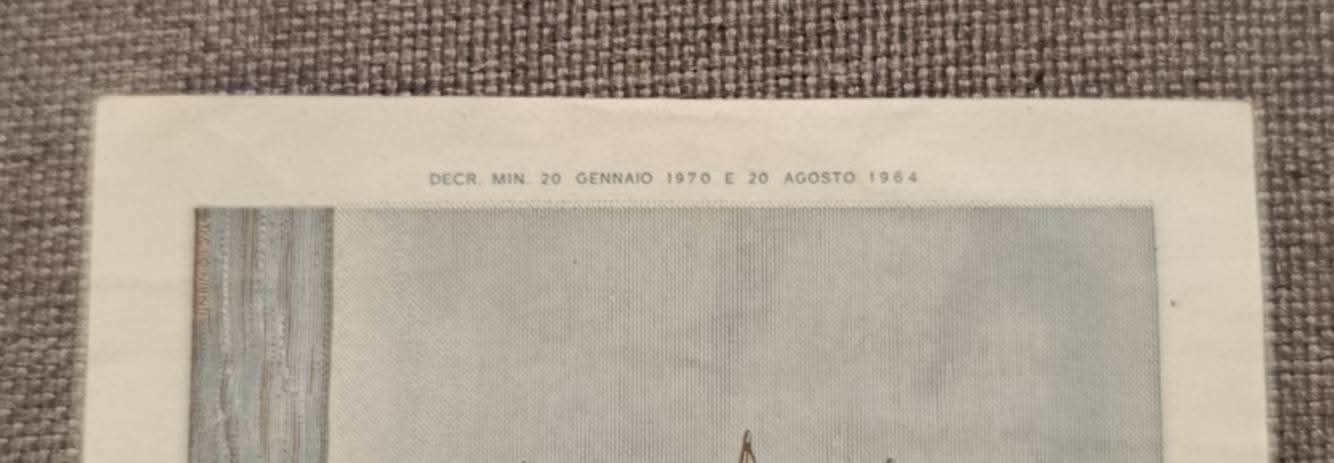 DECR. MIN. 20 GENNAIO 1970 E 20 AGOSTO 1964